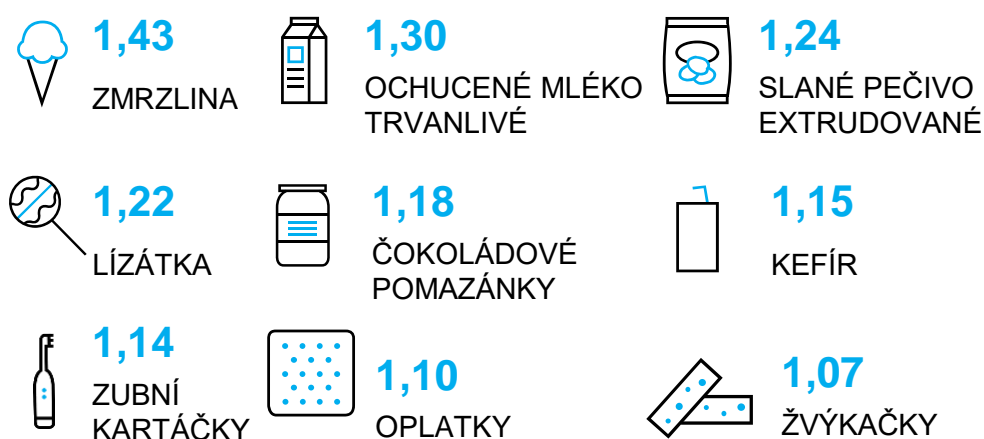 1,43
ZMRZLINA
1,30
OCHUCENÉ MLÉKO
TRVANLIVÉ
1,24
SLANÉ PEČIVO
EXTRUDOVANÉ
1,22
LÍZÁTKA
1,18
ČOKOLÁDOVÉ
POMAZÁNKY
1,15
KEFÍR
1,14
ZUBNÍ
KARTÁČKY
1,10
OPLATKY
1,07
ŽVÝKAČKY